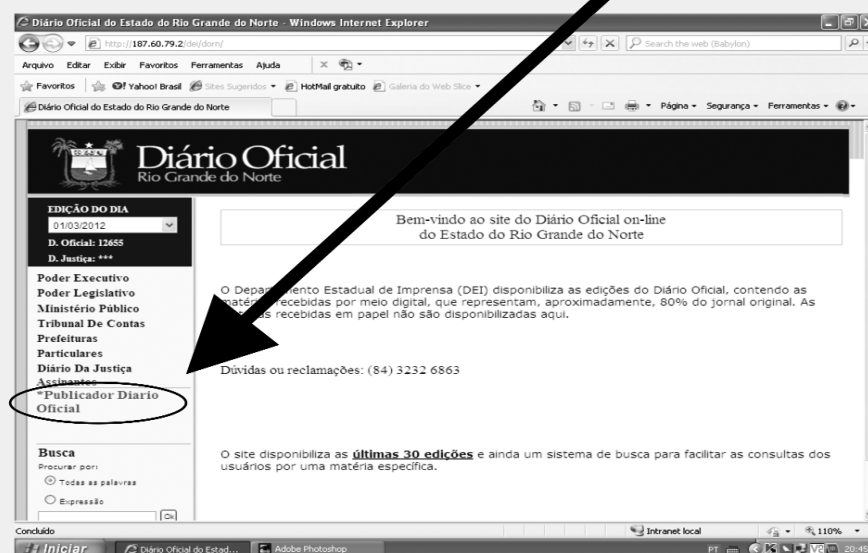 Diário Oficial do Estado do Rio Grande do Norte - Windows Internet Explorer
http://187.60.79.2/dei/dorn/
Search the web (Babylon)
Arquivo Editar Exibir Favoritos Ferramentas Ajuda
Favoritos Yahoo! Brasil Sites Sugeridos HotMail gratuito Galeria do Web Slice
Diário Oficial do Estado do Rio Grande do Norte
Página Segurança Ferramentas
Diário Oficial
Rio Grande do Norte
EDIÇÃO DO DIA
01/03/2012
D. Oficial: 12655
D. Justiça: ***
Poder Executivo
Poder Legislativo
Ministério Público
Tribunal De Contas
Prefeituras
Particulares
Diário Da Justiça
Assinantes
*Publicador Diario
Oficial
Busca
Procurar por:
Todas as palavras
Expressão
Ok
Bem-vindo ao site do Diário Oficial on-line
do Estado do Rio Grande do Norte
O Departamento Estadual de Imprensa (DEI) disponibiliza as edições do Diário Oficial, contendo as
recebidas por meio digital, que representam, aproximadamente, 80% do jornal original. As
recebidas em papel não são disponibilizadas aqui.
Dúvidas ou reclamações: (84) 3232 6863
O site disponibiliza as últimas 30 edições e ainda um sistema de busca para facilitar as consultas dos
usuários por uma matéria específica.
Concluído
Intranet local
110%
Iniciar
Diário Oficial do Estad...
Adobe Photoshop
PT
20:45